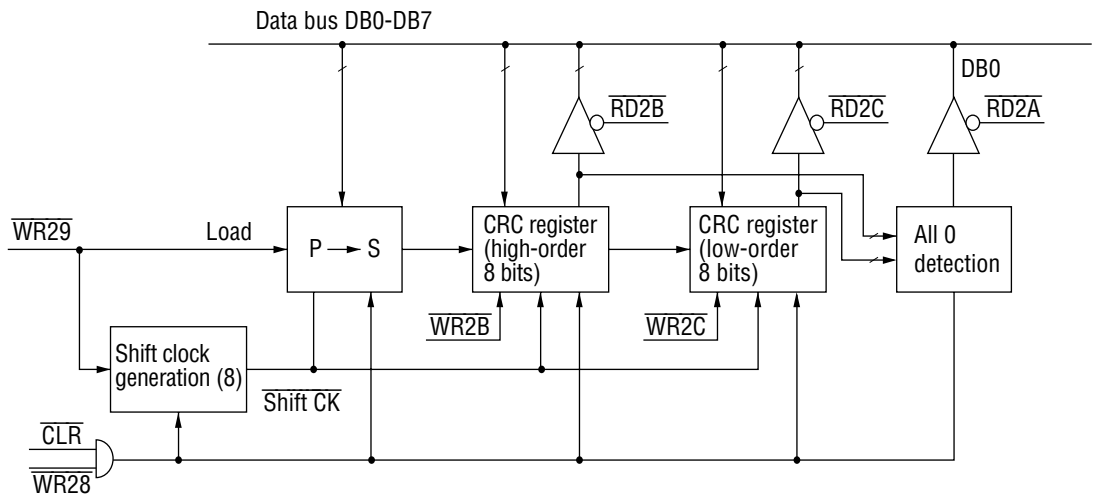 Data bus DB0-DB7
DB0
RD2B
RD2C
RD2A
WR29
Load
P S
CRC register
(high-order
8 bits)
CRC register
(low-order
8 bits)
All 0
detection
WR2B
WR2C
Shift clock
generation (8)
Shift CK
CLR
WR28